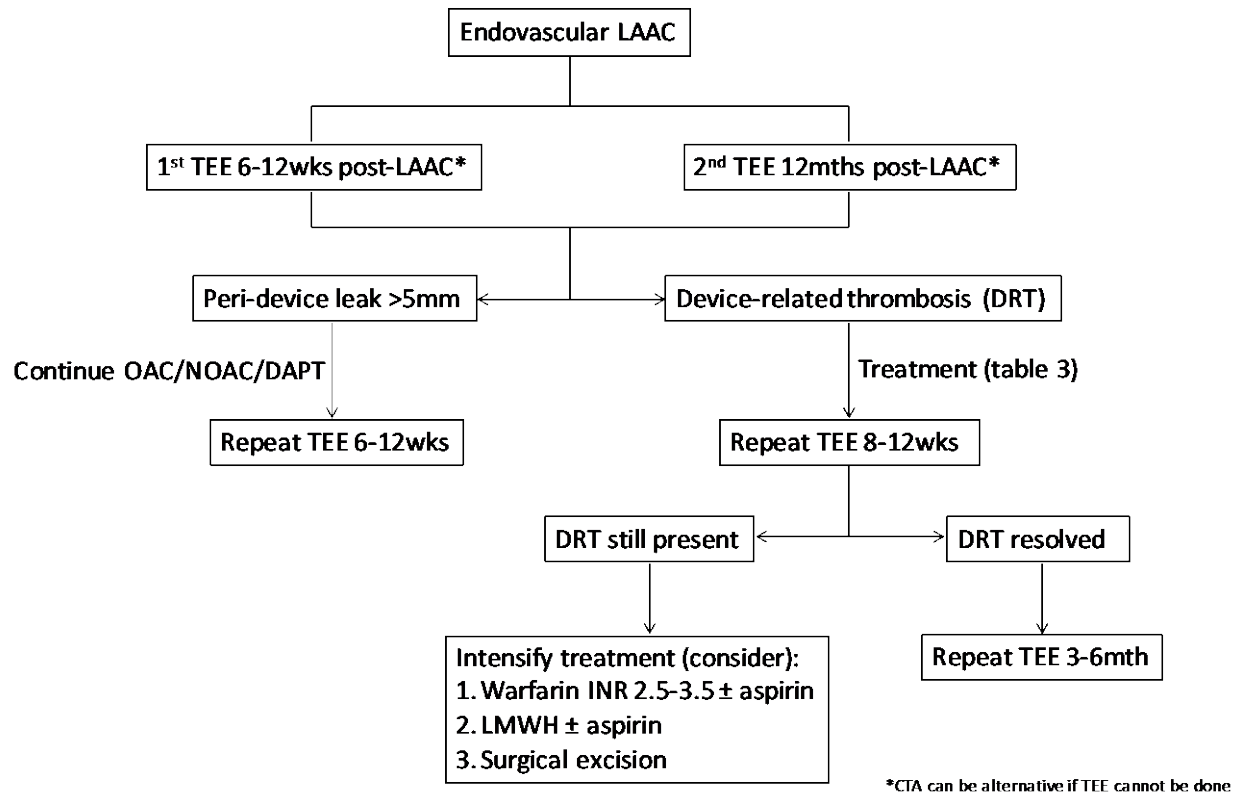 Endovascular LAAC
1st TEE 6-12wks post-LAAC*
2nd TEE 12mths post-LAAC*
Peri-device leak >5mm
Device-related thrombosis (DRT)
Continue OAC/NOAC/DAPT
Treatment (table 3)
Repeat TEE 6-12wks
Repeat TEE 8-12wks
DRT still present
DRT resolved
Intensify treatment (consider):
1. Warfarin INR 2.5-3.5 ± aspirin
2. LMWH ± aspirin
3. Surgical excision
Repeat TEE 3-6mth
*CTA can be alternative if TEE cannot be done